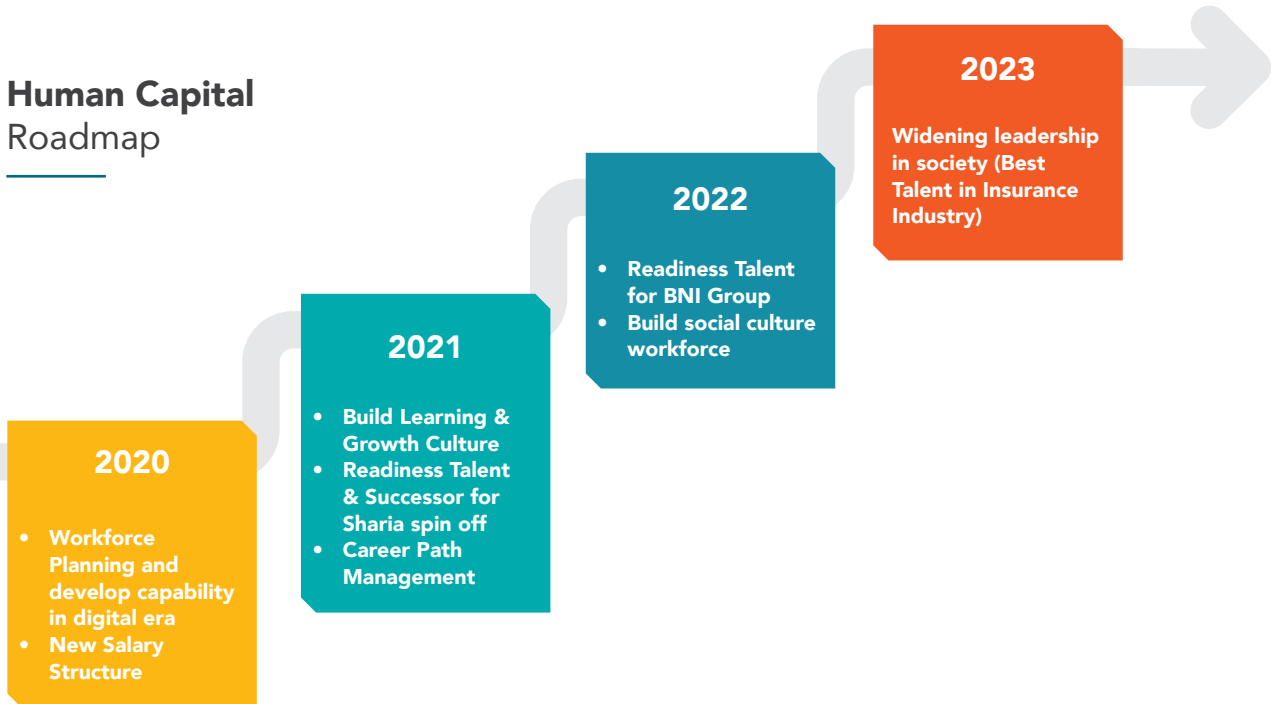 Human Capital
Roadmap
2020
• Workforce
Planning and
develop capability
in digital era
• New Salary
Structure
2021
• Build Learning &
Growth Culture
• Readiness Talent
& Successor for
Sharia spin off
• Career Path
Management
2022
• Readiness Talent
for BNI Group
• Build social culture
workforce
2023
Widening leadership
in society (Best
Talent in Insurance
Industry)